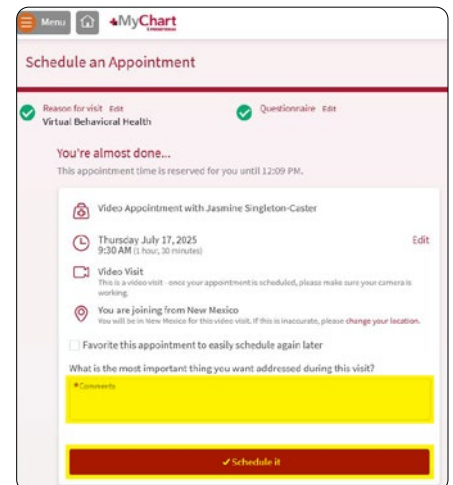 Menu
MyChart
Schedule an Appointment
Reason for visit Edit
Virtual Behavioral Health
Questionnaire Edit
You're almost done...
This appointment time is reserved for you until 12:09 PM.
Video Appointment with Jasmine Singleton-Caster
Thursday July 17, 2025
Edit
9:30 AM (1 hour, 30 minutes)
Video Visit
This is a video visit - once your appointment is scheduled, please make sure your camera is
working.
You are joining from New Mexico
You will be in New Mexico for this video visit. If this is inaccurate, please change your location.
Favorite this appointment to easily schedule again later
What is the most important thing you want addressed during this visit?
*Comments
✓ Schedule it